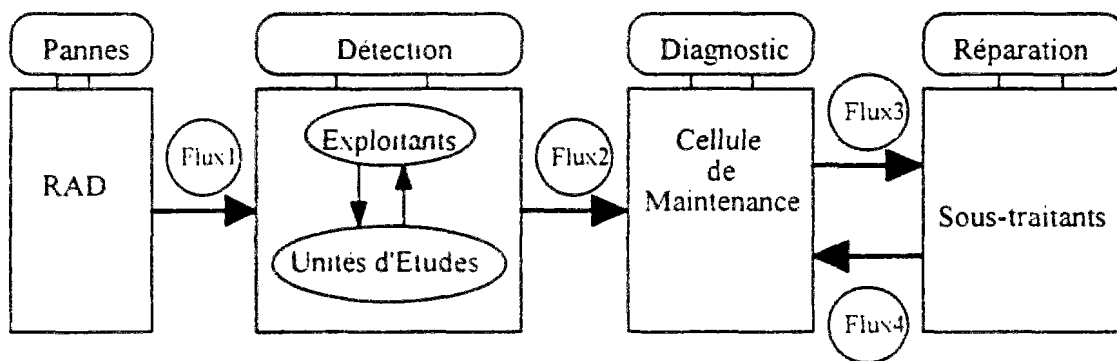 Pannes
Détection
Diagnostic
Réparation
RAD
Flux1
Exploitants
Unités d'Etudes
Flux2
Cellule
de
Maintenance
Flux3
Sous-traitants
Flux4